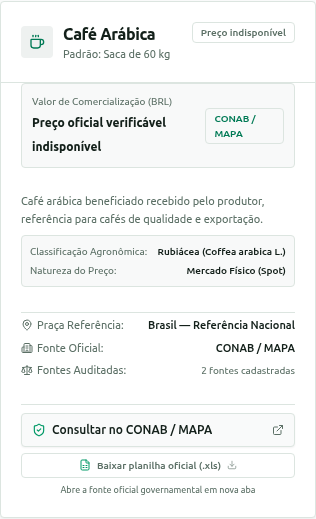 Café Arábica
Preço indisponível
Padrão: Saca de 60 kg
Valor de Comercialização (BRL)
Preço oficial verificável
indisponível
CONAB /
MAPA
Café arábica beneficiado recebido pelo produtor,
referência para cafés de qualidade e exportação.
Classificação Agronômica: Rubiácea (Coffea arabica L.)
Natureza do Preço: Mercado Físico (Spot)
Praça Referência: Brasil — Referência Nacional
Fonte Oficial: CONAB / MAPA
Fontes Auditadas: 2 fontes cadastradas
Consultar no CONAB / MAPA
Baixar planilha oficial (.xls)
Abre a fonte oficial governamental em nova aba